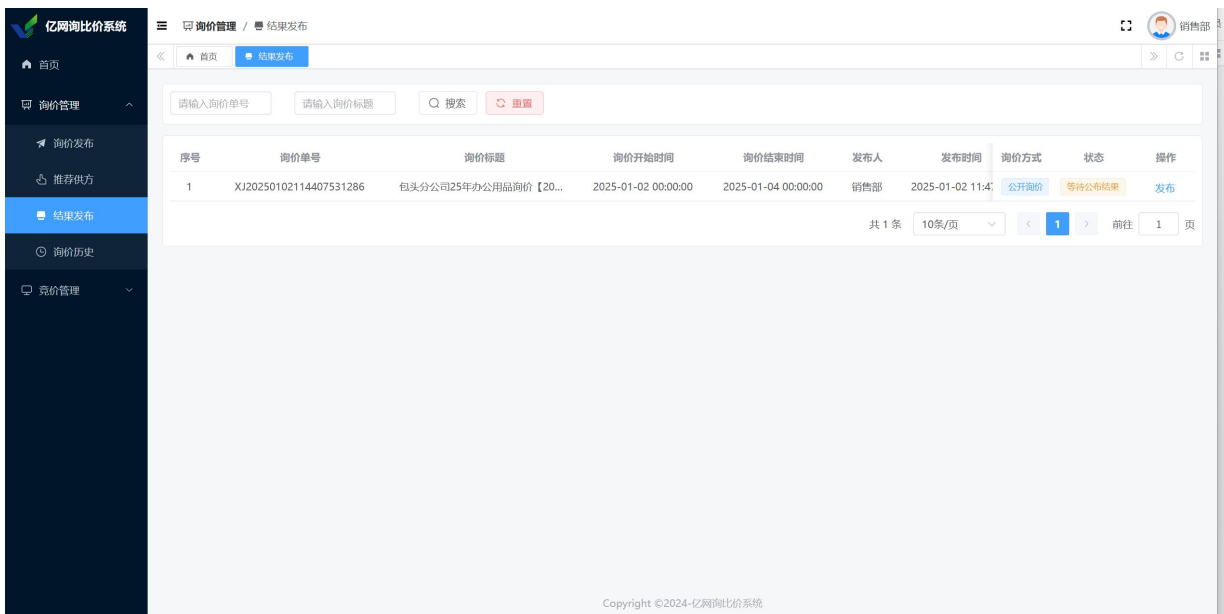 亿网询比价系统
询价管理 / 结果发布
销售部
首页
结果发布
首页
询价管理
询价发布
推荐供方
结果发布
询价历史
竞价管理
请输入询价单号 请输入询价标题 搜索 重置
序号 询价单号 询价标题 询价开始时间 询价结束时间 发布人 发布时间 询价方式 状态 操作
1 XJ20250102114407531286 包头分公司25年办公用品询价【20... 2025-01-02 00:00:00 2025-01-04 00:00:00 销售部 2025-01-02 11:4 公开询价 等待公布结果 发布
共 1 条 10条/页 1 前往 1 页
Copyright ©2024-亿网询比价系统